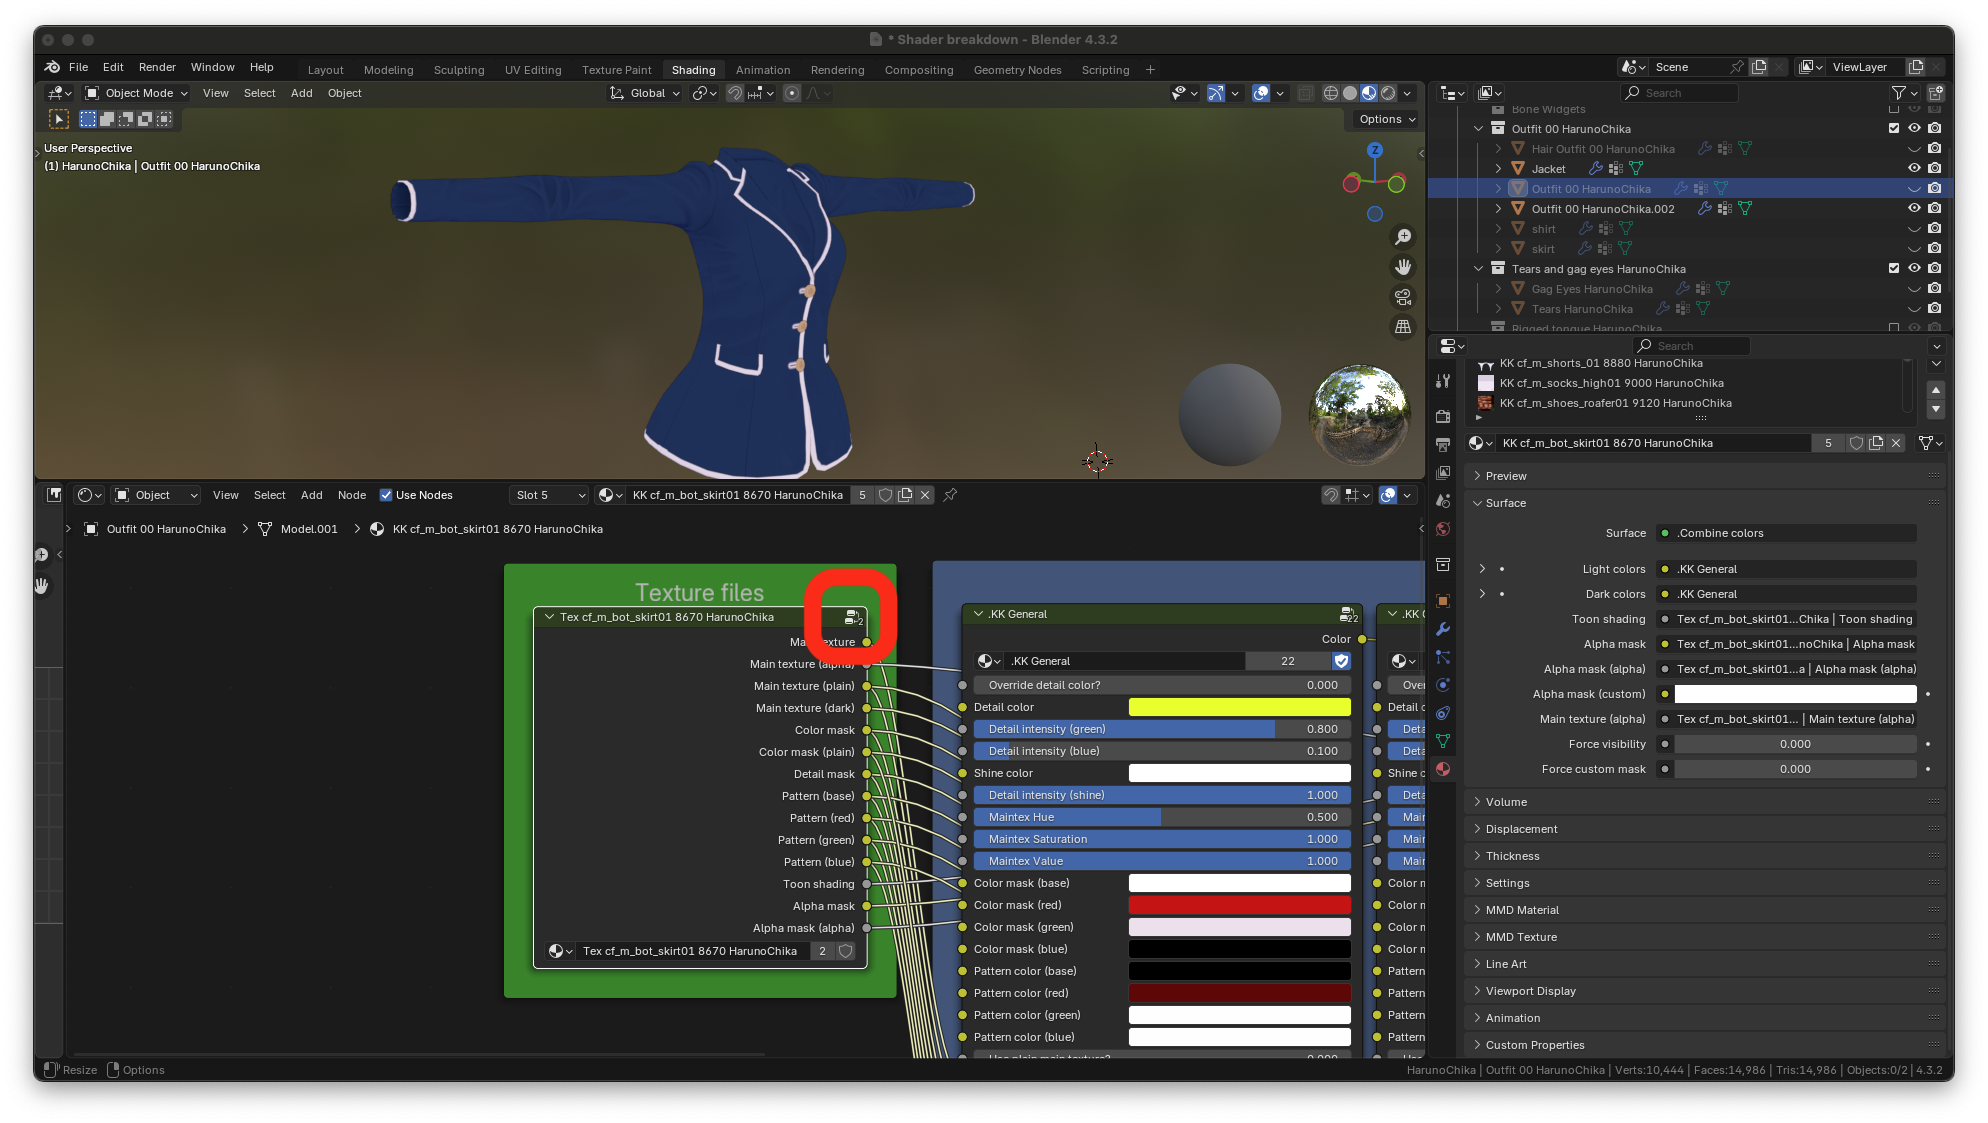 * Shader breakdown - Blender 4.3.2
File Edit Render Window Help Layout Modeling Sculpting UV Editing Texture Paint Shading Animation Rendering Compositing Geometry Nodes Scripting + Scene ViewLayer
Object Mode View Select Add Object Global
Options
User Perspective
(1) HarunoChika | Outfit 00 HarunoChika
Z
Search
Bone Widgets
Outfit 00 HarunoChika
Hair Outfit 00 HarunoChika
Jacket
Outfit 00 HarunoChika
Outfit 00 HarunoChika.002
shirt
skirt
Tears and gag eyes HarunoChika
Gag Eyes HarunoChika
Tears HarunoChika
Rigged tongue HarunoChika
Search
KK cf_m_shorts_01 8880 HarunoChika
KK cf_m_socks_high01 9000 HarunoChika
KK cf_m_shoes_roafer01 9120 HarunoChika
KK cf_m_bot_skirt01 8670 HarunoChika 5
Preview
Surface
Surface .Combine colors
Light colors .KK General
Dark colors .KK General
Toon shading Tex cf_m_bot_skirt01...Chika | Toon shading
Alpha mask Tex cf_m_bot_skirt01...noChika | Alpha mask
Alpha mask (alpha) Tex cf_m_bot_skirt01...a | Alpha mask (alpha)
Alpha mask (custom)
Main texture (alpha) Tex cf_m_bot_skirt01... | Main texture (alpha)
Force visibility 0.000
Force custom mask 0.000
Volume
Displacement
Thickness
Settings
MMD Material
MMD Texture
Line Art
Viewport Display
Animation
Custom Properties
Object View Select Add Node Use Nodes Slot 5 KK cf_m_bot_skirt01 8670 HarunoChika 5
Outfit 00 HarunoChika > Model.001 > KK cf_m_bot_skirt01 8670 HarunoChika
Texture files
Tex cf_m_bot_skirt01 8670 HarunoChika 2
Main texture
Main texture (alpha)
Main texture (plain)
Main texture (dark)
Color mask
Color mask (plain)
Detail mask
Pattern (base)
Pattern (red)
Pattern (green)
Pattern (blue)
Toon shading
Alpha mask
Alpha mask (alpha)
Tex cf_m_bot_skirt01 8670 HarunoChika 2
.KK General 22
Color
.KK General 22
Override detail color? 0.000
Detail color
Detail intensity (green) 0.800
Detail intensity (blue) 0.100
Shine color
Detail intensity (shine) 1.000
Maintex Hue 0.500
Maintex Saturation 1.000
Maintex Value 1.000
Color mask (base)
Color mask (red)
Color mask (green)
Color mask (blue)
Pattern color (base)
Pattern color (red)
Pattern color (green)
Pattern color (blue)
Use plain main texture? 0.000
.KK
Detail
Deta
Deta
Shine
Deta
Mai
Mai
Mai
Color
Color
Color
Color
Pattern
Pattern
Pattern
Pattern
Resize Options
HarunoChika | Outfit 00 HarunoChika | Verts:10,444 | Faces:14,986 | Tris:14,986 | Objects:0/2 | 4.3.2